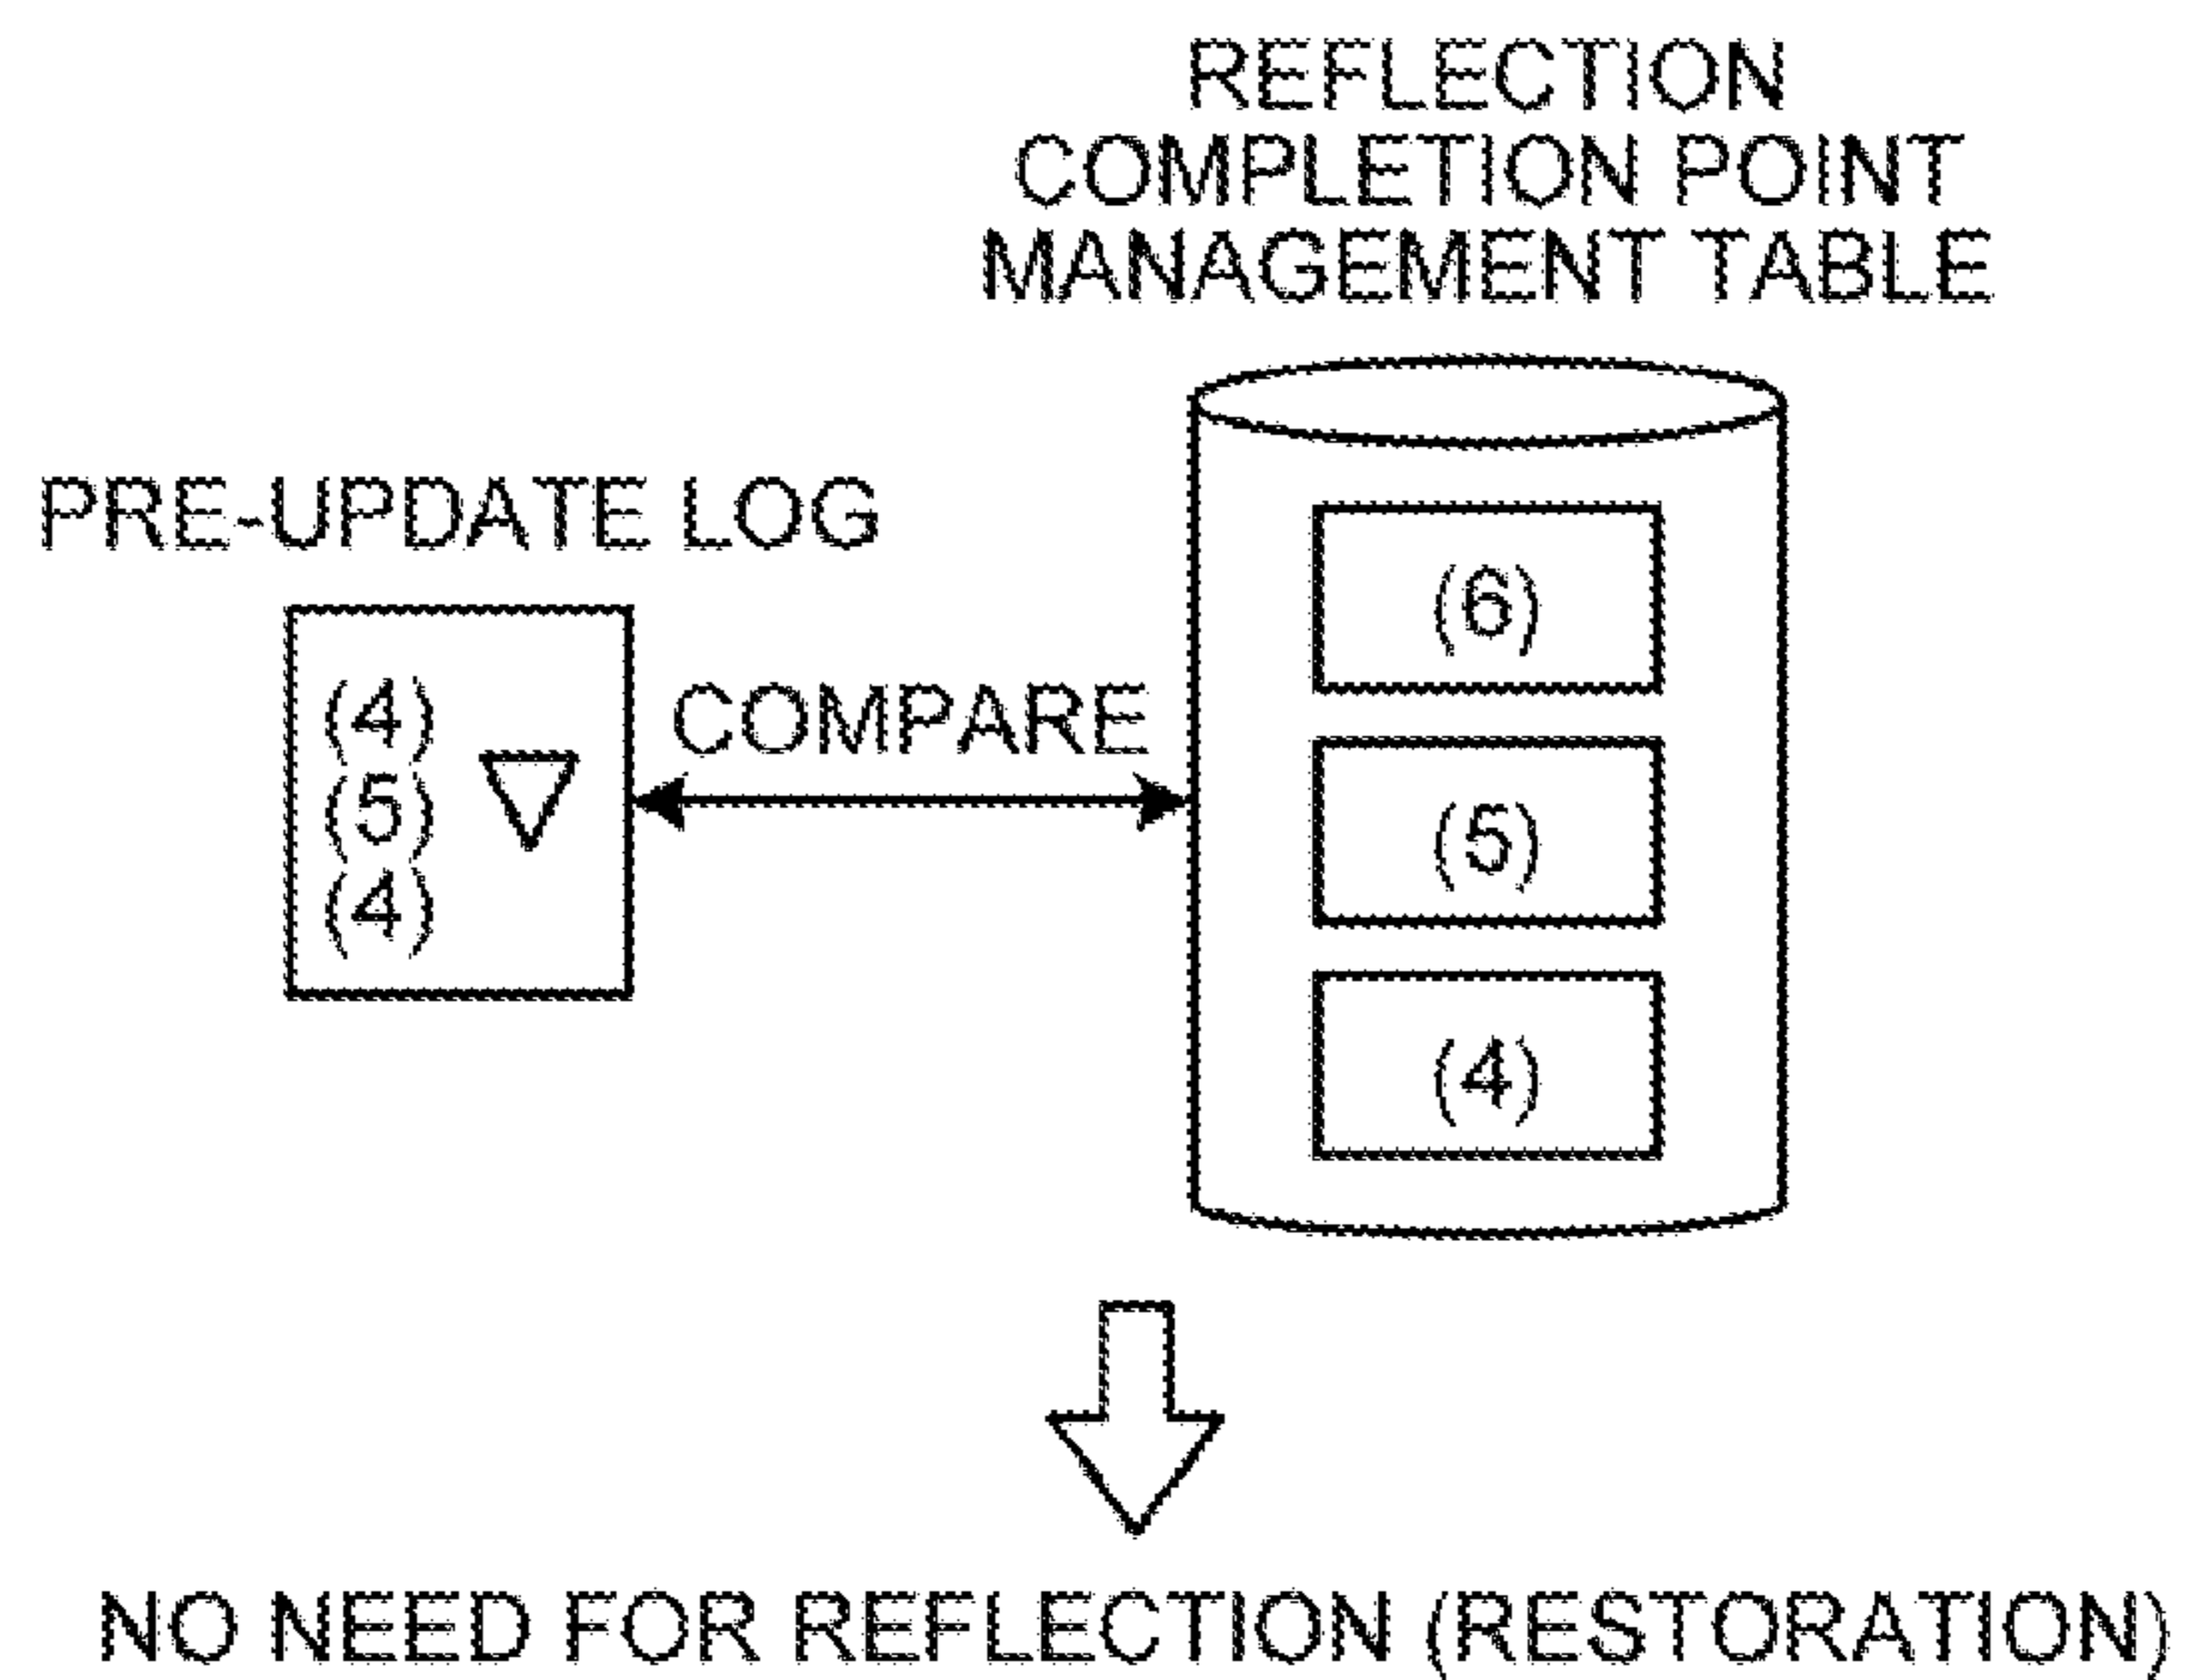 REFLECTION
COMPLETION POINT
MANAGEMENT TABLE
PRE-UPDATE LOG
(4)
(5)
(4)
COMPARE
(6)
(5)
(4)
NO NEED FOR REFLECTION (RESTORATION)